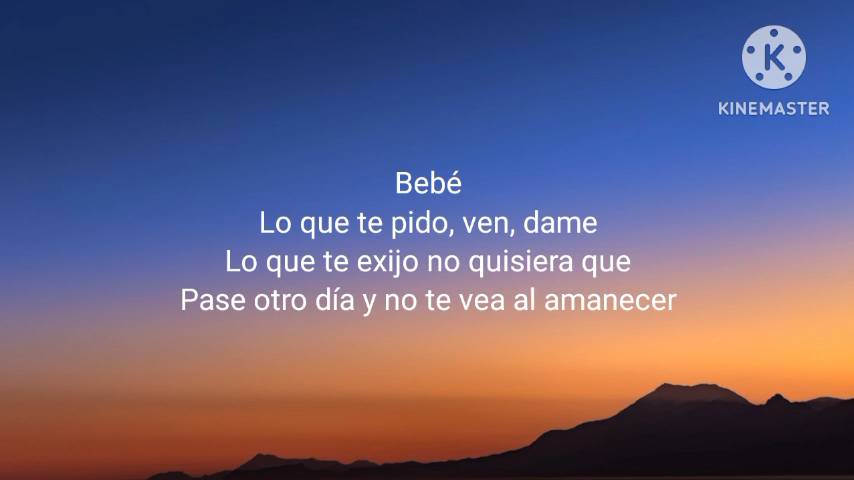 KINEMASTER
Bebé
Lo que te pido, ven, dame
Lo que te exijo no quisiera que
Pase otro día y no te vea al amanecer